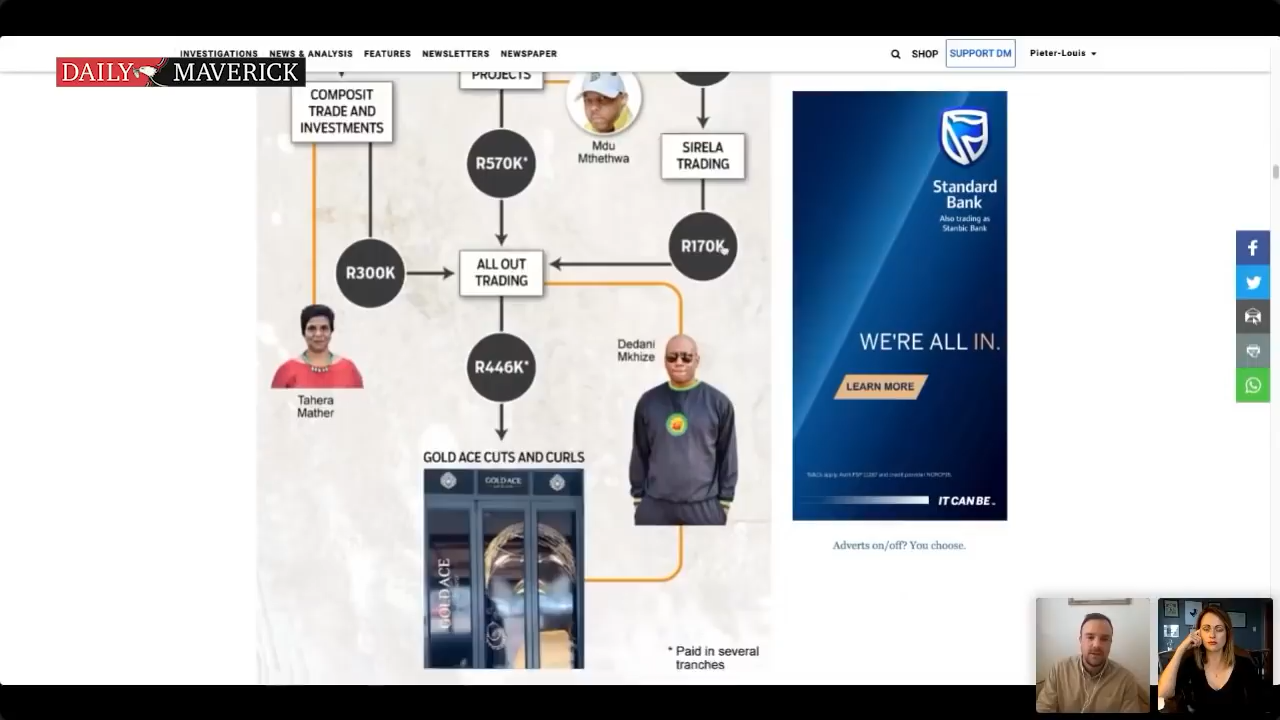 INVESTIGATIONS NEWS & ANALYSIS FEATURES NEWSLETTERS NEWSPAPER
SHOP
SUPPORT DM
Pieter-Louis
DAILY MAVERICK
COMPOSIT
TRADE AND
INVESTMENTS
PROJECTS
R570K*
Mdu
Mthethwa
SIRELA
TRADING
R170K
R300K
ALL OUT
TRADING
R446K*
Dedani
Mkhize
Tahera
Mather
GOLD ACE CUTS AND CURLS
GOLD ACE
GOLD ACE
* Paid in several
tranches
Standard
Bank
Also trading as
Stanbic Bank
WE'RE ALL IN.
LEARN MORE
IT CAN BE™
Adverts on/off? You choose.